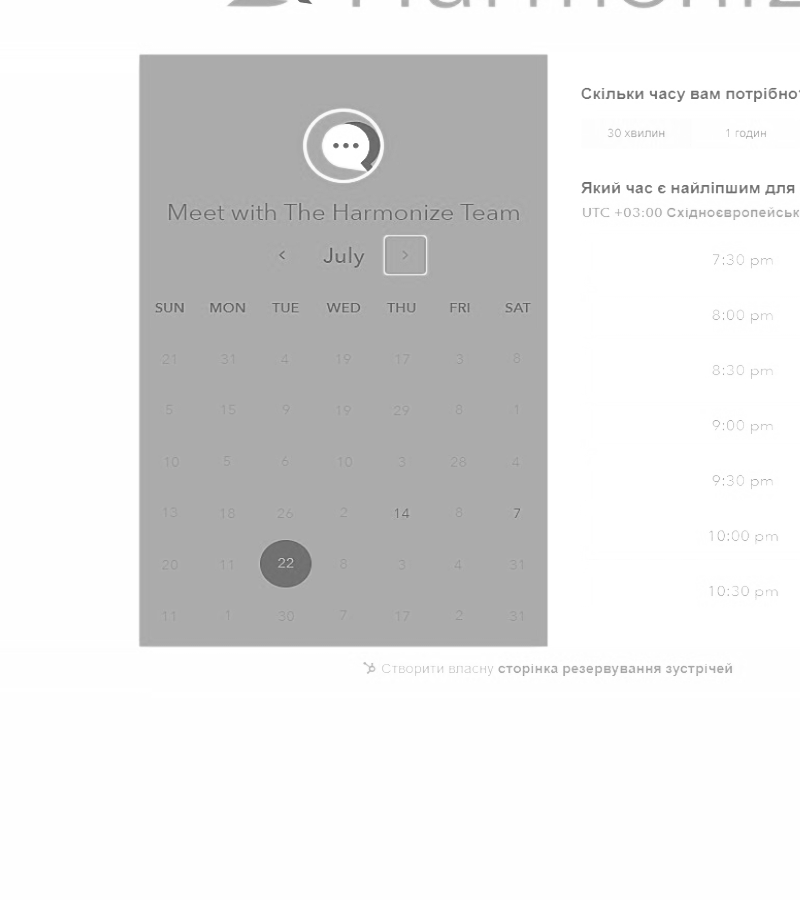 Harmoniz
Meet with The Harmonize Team
July
SUN MON TUE WED THU FRI SAT
21 31 4 19 17 3 8
5 15 9 19 29 8 1
10 5 6 10 3 28 4
13 18 26 2 14 8 7
20 11 22 8 3 4 31
11 1 30 7 17 2 31
Скільки часу вам потрібно
30 хвилин 1 годин
Який час є найліпшим для
UTC +03:00 Східноєвропейськ
7:30 pm
8:00 pm
8:30 pm
9:00 pm
9:30 pm
10:00 pm
10:30 pm
Створити власну сторінка резервування зустрічей